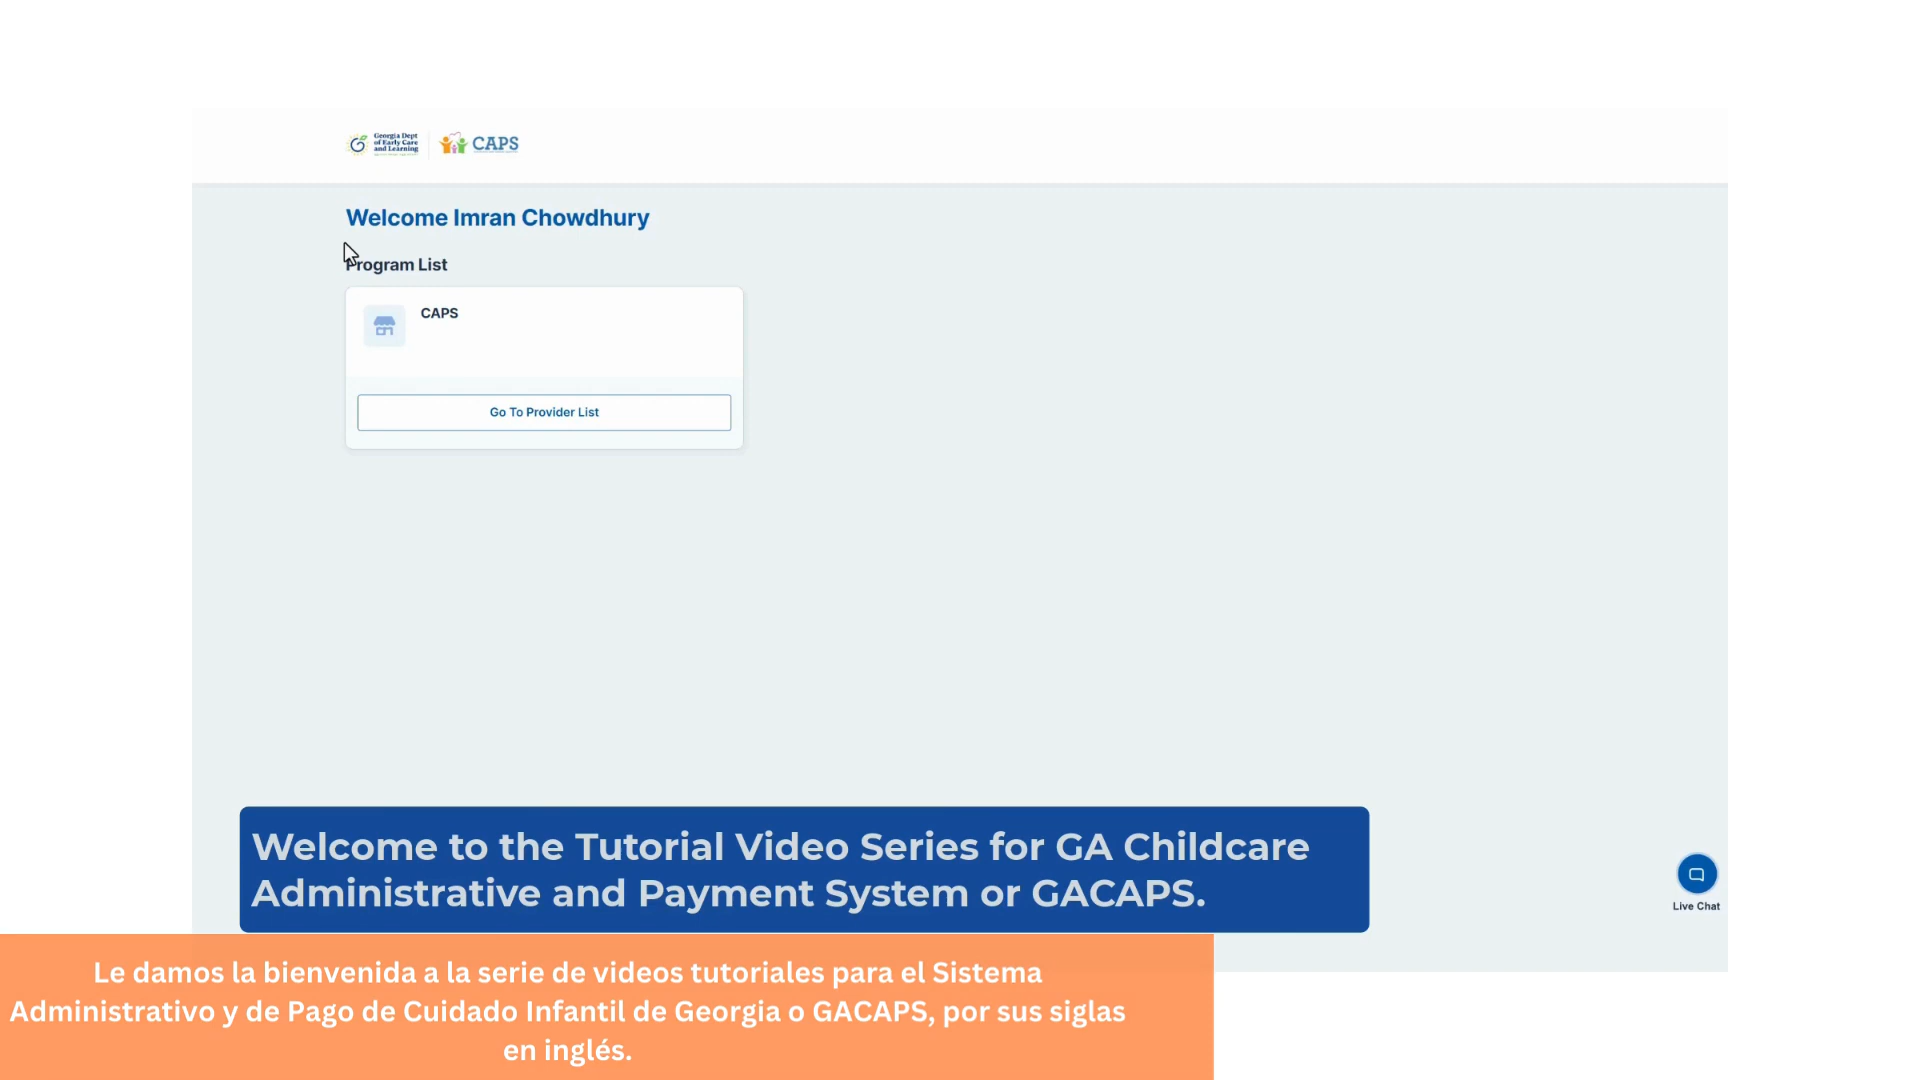 Georgia Dept
of Early Care
and Learning
CAPS
Welcome Imran Chowdhury
Program List
CAPS
Go To Provider List
Welcome to the Tutorial Video Series for GA Childcare
Administrative and Payment System or GACAPS.
Live Chat
Le damos la bienvenida a la serie de videos tutoriales para el Sistema
Administrativo y de Pago de Cuidado Infantil de Georgia o GACAPS, por sus siglas
en inglés.